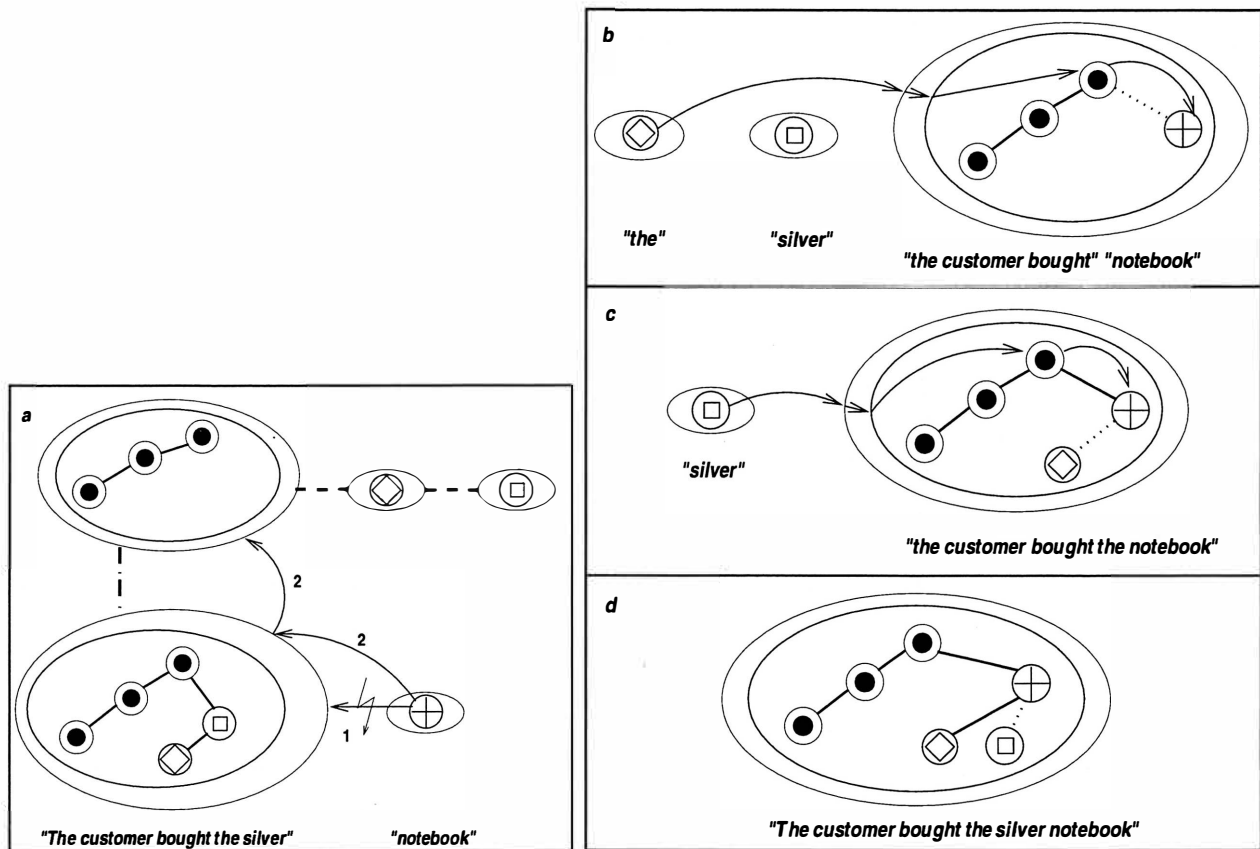 a
2
2
1
"The customer bought the silver" "notebook"
b
"the" "silver"
"the customer bought" "notebook"
c
"silver"
"the customer bought the notebook"
d
"The customer bought the silver notebook"